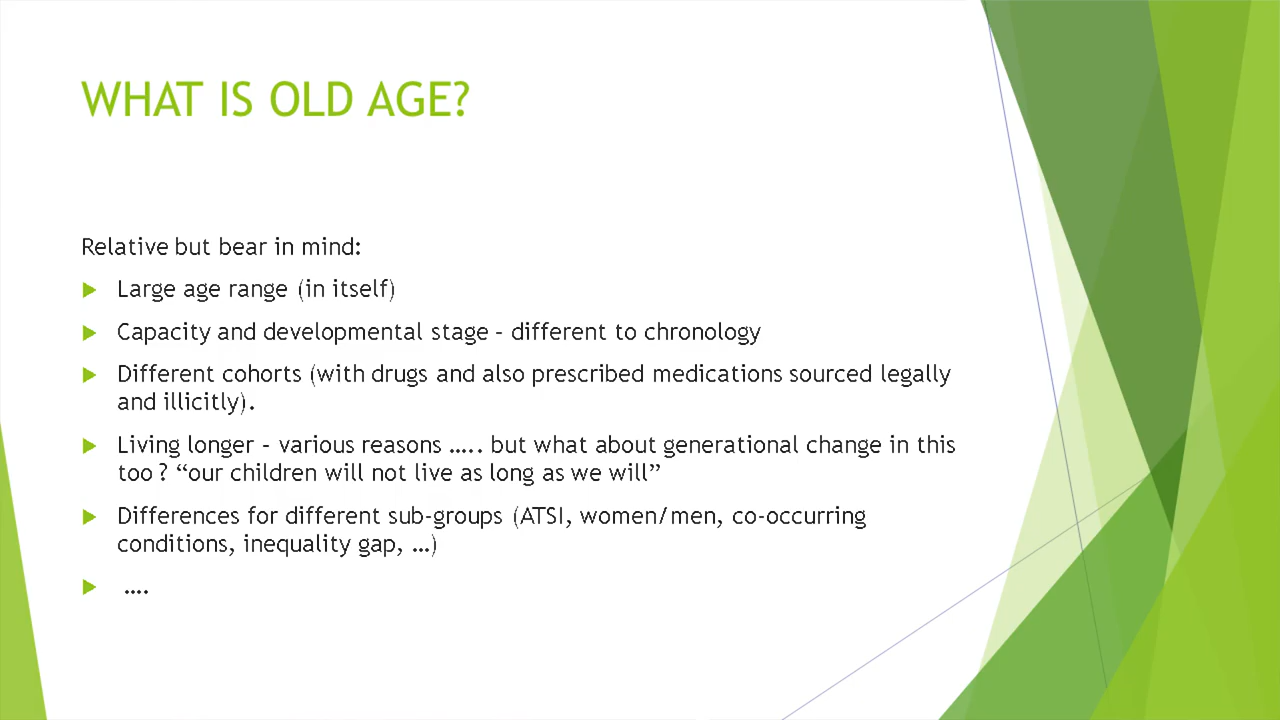 WHAT IS OLD AGE?
Relative but bear in mind:
Large age range (in itself)
Capacity and developmental stage – different to chronology
Different cohorts (with drugs and also prescribed medications sourced legally
and illicitly).
Living longer – various reasons ….. but what about generational change in this
too ? “our children will not live as long as we will”
Differences for different sub-groups (ATSI, women/men, co-occurring
conditions, inequality gap, …)
….